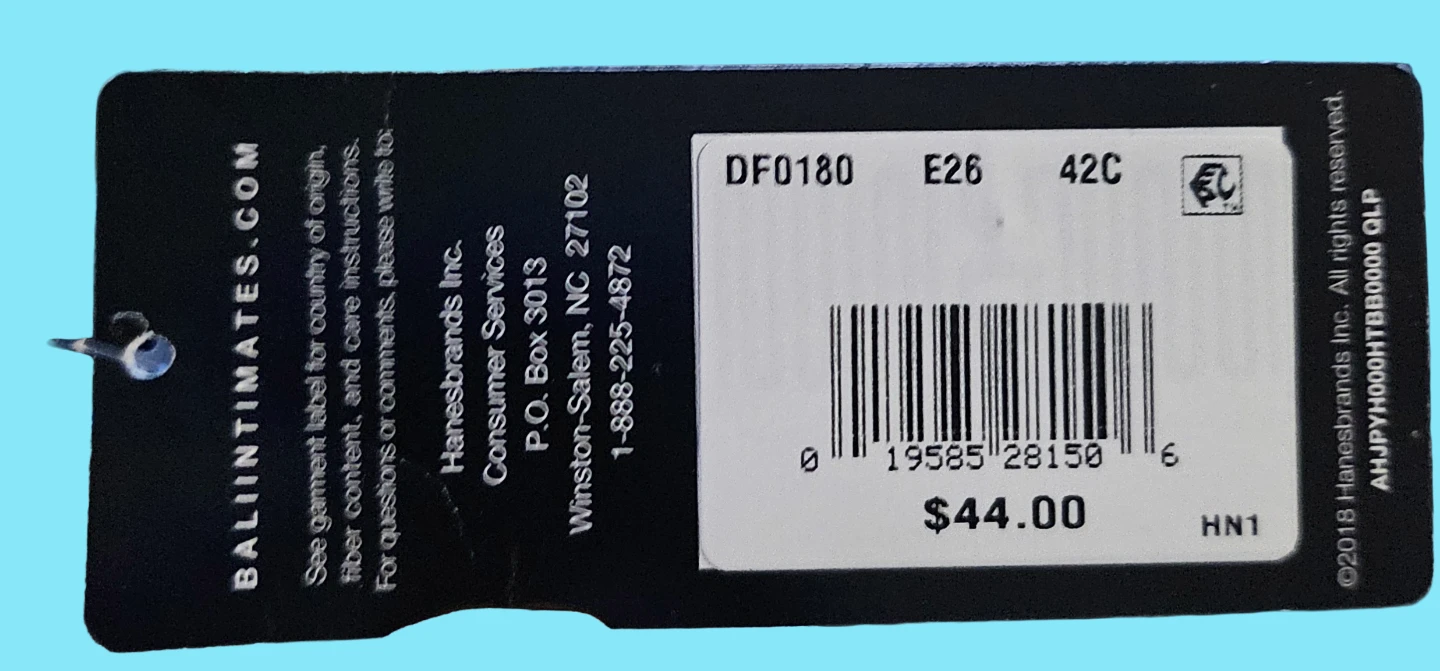 BALIINTIMATES.COM
See garment label for country of origin,
fiber content, and care instructions.
For questions or comments, please write to:
Hanesbrands Inc.
Consumer Services
P.O. Box 3013
Winston-Salem, NC 27102
1-888-225-4872
DF0180 E26 42C
0 19585 28150 6
$44.00
HN1
©2018 Hanesbrands Inc. All rights reserved.
AHJPYH000HTBB0000 QLP